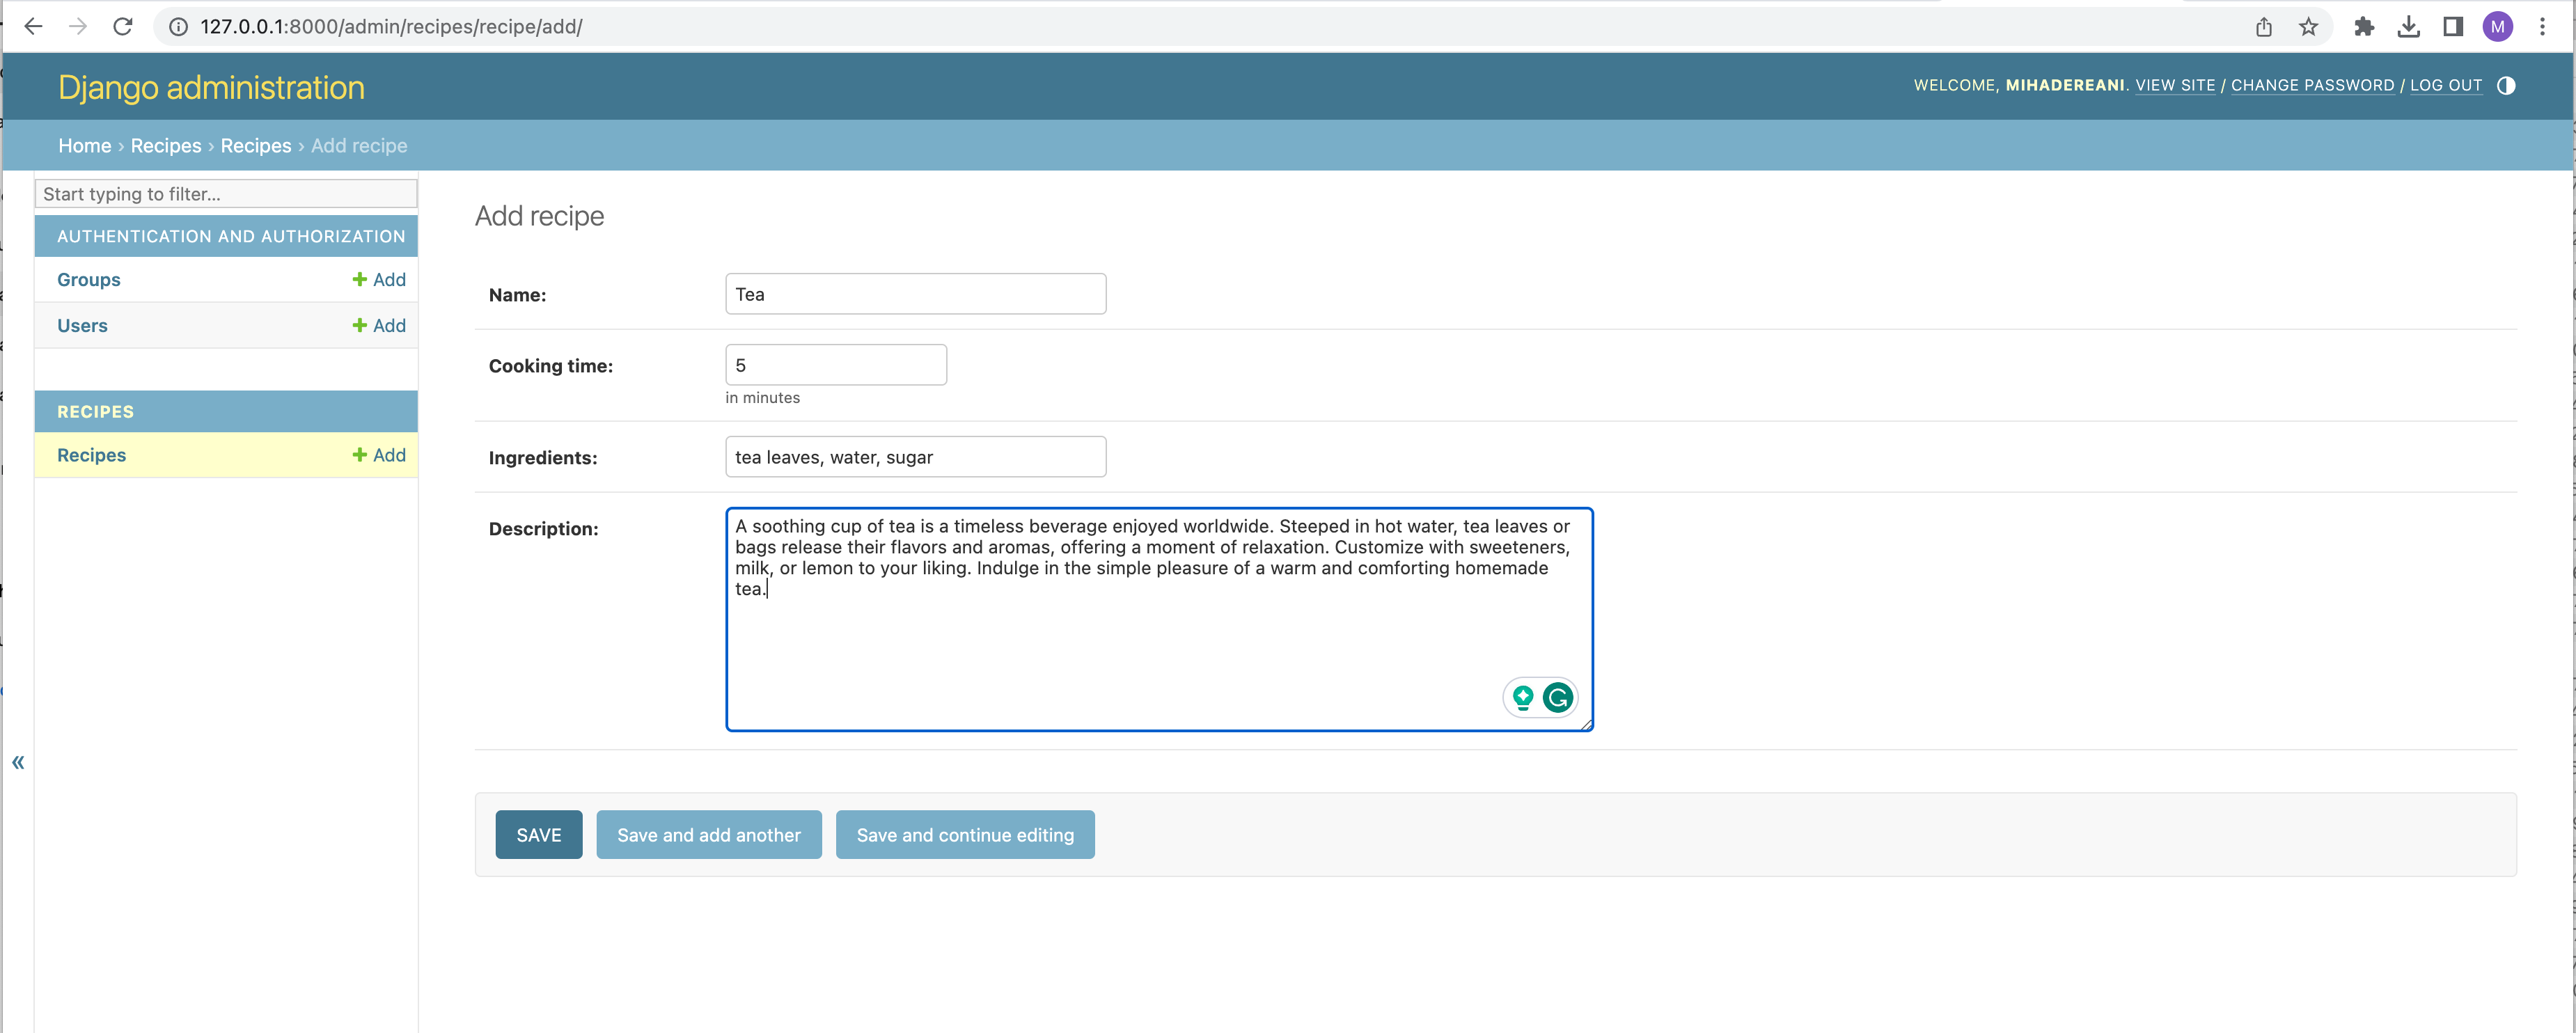 127.0.0.1:8000/admin/recipes/recipe/add/
M
Django administration
WELCOME, MIHADEREANI. VIEW SITE / CHANGE PASSWORD / LOG OUT
Home › Recipes › Recipes › Add recipe
Start typing to filter...
AUTHENTICATION AND AUTHORIZATION
Groups + Add
Users + Add
RECIPES
Recipes + Add
«
Add recipe
Name: Tea
Cooking time: 5
in minutes
Ingredients: tea leaves, water, sugar
Description: A soothing cup of tea is a timeless beverage enjoyed worldwide. Steeped in hot water, tea leaves or
bags release their flavors and aromas, offering a moment of relaxation. Customize with sweeteners,
milk, or lemon to your liking. Indulge in the simple pleasure of a warm and comforting homemade
tea.
SAVE Save and add another Save and continue editing